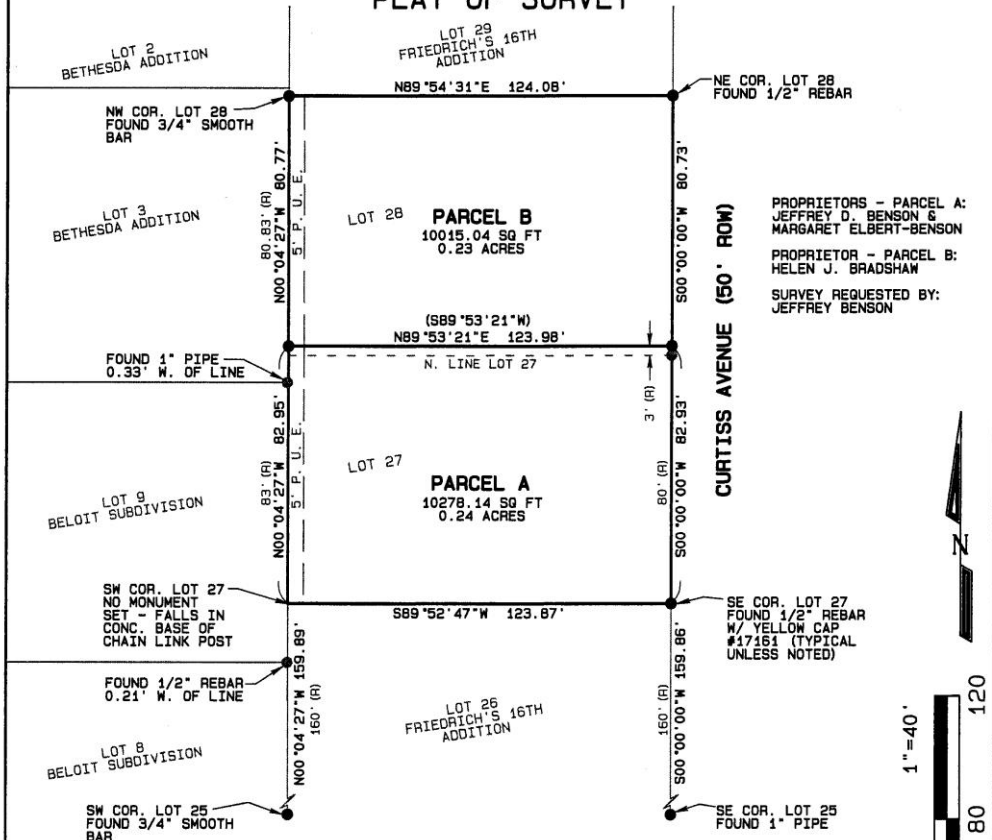 PLAT OF SURVEY
LOT 2
BETHESDA ADDITION
LOT 29
FRIEDRICH'S 16TH
ADDITION
N89°54'31"E 124.08'
NE COR. LOT 28
FOUND 1/2" REBAR
NW COR. LOT 28
FOUND 3/4" SMOOTH
BAR
LOT 3
BETHESDA ADDITION
80.83' (R)
N00°04'27"W 80.77'
5' P. U. E.
LOT 28
PARCEL B
10015.04 SQ FT
0.23 ACRES
S00°00'00"W 80.73'
CURTISS AVENUE (50' ROW)
PROPRIETORS - PARCEL A:
JEFFREY D. BENSON &
MARGARET ELBERT-BENSON
PROPRIETOR - PARCEL B:
HELEN J. BRADSHAW
SURVEY REQUESTED BY:
JEFFREY BENSON
(S89°53'21"W)
N89°53'21"E 123.98'
N. LINE LOT 27
3' (R)
FOUND 1" PIPE
0.33' W. OF LINE
83' (R)
N00°04'27"W 82.95'
5' P. U. E.
LOT 27
PARCEL A
10278.14 SQ FT
0.24 ACRES
80' (R)
S00°00'00"W 82.93'
LOT 9
BELOIT SUBDIVISION
N
SW COR. LOT 27
NO MONUMENT
SET - FALLS IN
CONC. BASE OF
CHAIN LINK POST
S89°52'47"W 123.87'
SE COR. LOT 27
FOUND 1/2" REBAR
W/ YELLOW CAP
#17161 (TYPICAL
UNLESS NOTED)
FOUND 1/2" REBAR
0.21' W. OF LINE
N00°04'27"W 159.89'
160' (R)
LOT 26
FRIEDRICH'S 16TH
ADDITION
160' (R)
S00°00'00"W 159.86'
LOT 8
BELOIT SUBDIVISION
1"=40'
120
80
SW COR. LOT 25
FOUND 3/4" SMOOTH
BAR
SE COR. LOT 25
FOUND 1" PIPE